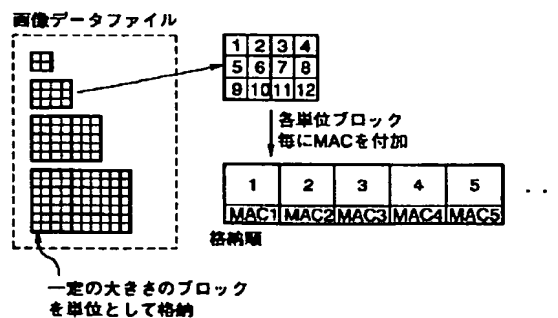 画像データファイル
1 2 3 4
5 6 7 8
9 10 11 12
各単位ブロック
毎にMACを付加
1 2 3 4 5 . .
MAC1 MAC2 MAC3 MAC4 MAC5
格納順
一定の大きさのブロック
を単位として格納